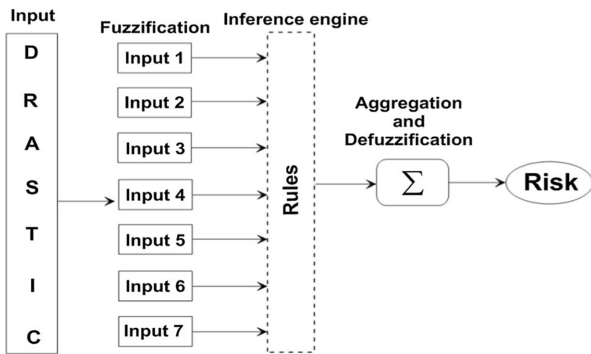 Input
D
R
A
S
T
I
C
Fuzzification
Input 1
Input 2
Input 3
Input 4
Input 5
Input 6
Input 7
Inference engine
Rules
Aggregation
and
Defuzzification
Σ
Risk